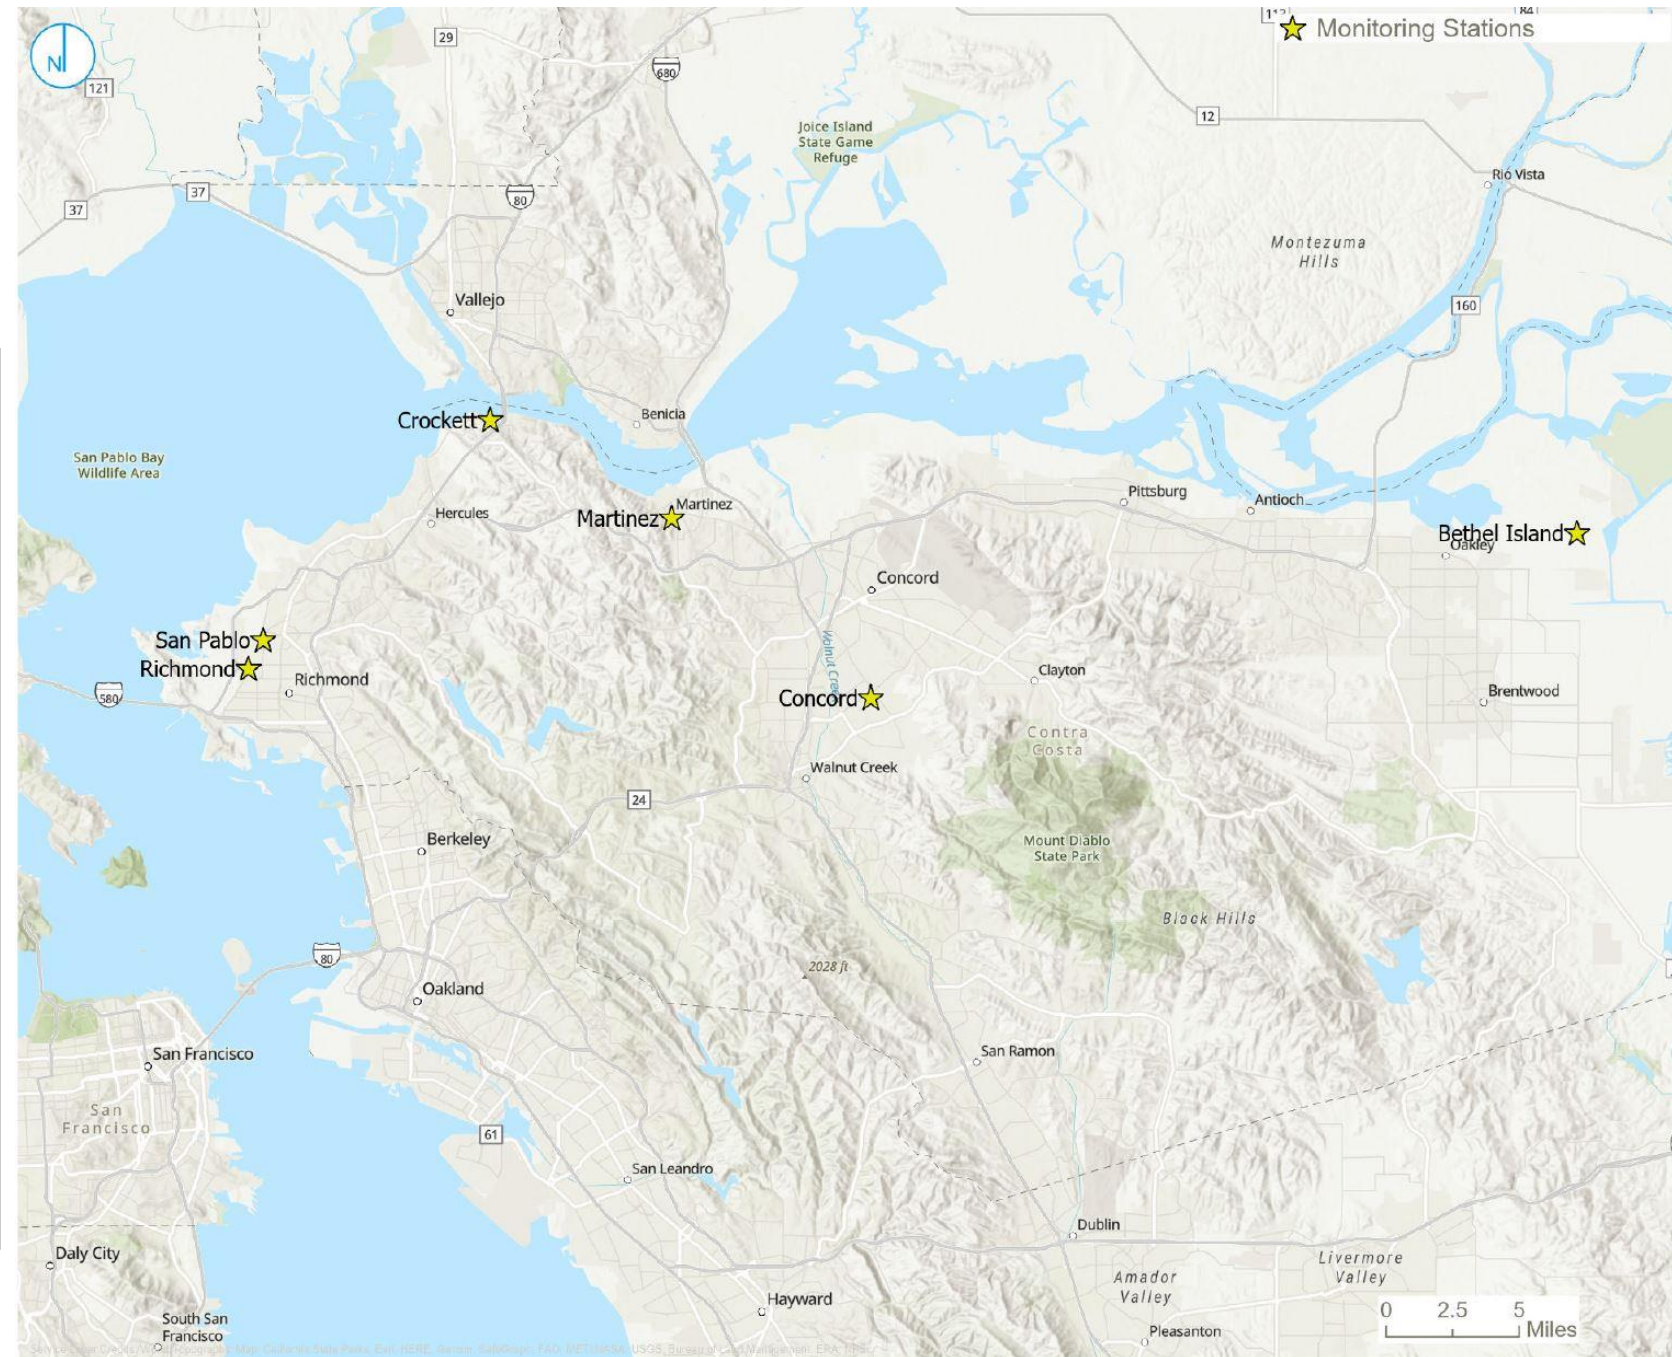 84
113
Monitoring Stations
N
29
680
121
12
Joice Island
State Game
Refuge
Rio Vista
37
80
37
Montezuma
Hills
160
Vallejo
Benicia
Crockett
San Pablo Bay
Wildlife Area
Hercules
Martinez
Martinez
Pittsburg
Antioch
Bethel Island
Oakley
Concord
San Pablo
Richmond
Richmond
580
Walnut Creek
Clayton
Concord
Brentwood
Contra
Costa
Walnut Creek
24
Berkeley
Mount Diablo
State Park
Black Hills
80
2028 ft
Oakland
San Francisco
San Ramon
San
Francisco
61
San Leandro
Dublin
Daly City
Livermore
Valley
Amador
Valley
Hayward
0 2.5 5
Miles
South San
Francisco
Pleasanton